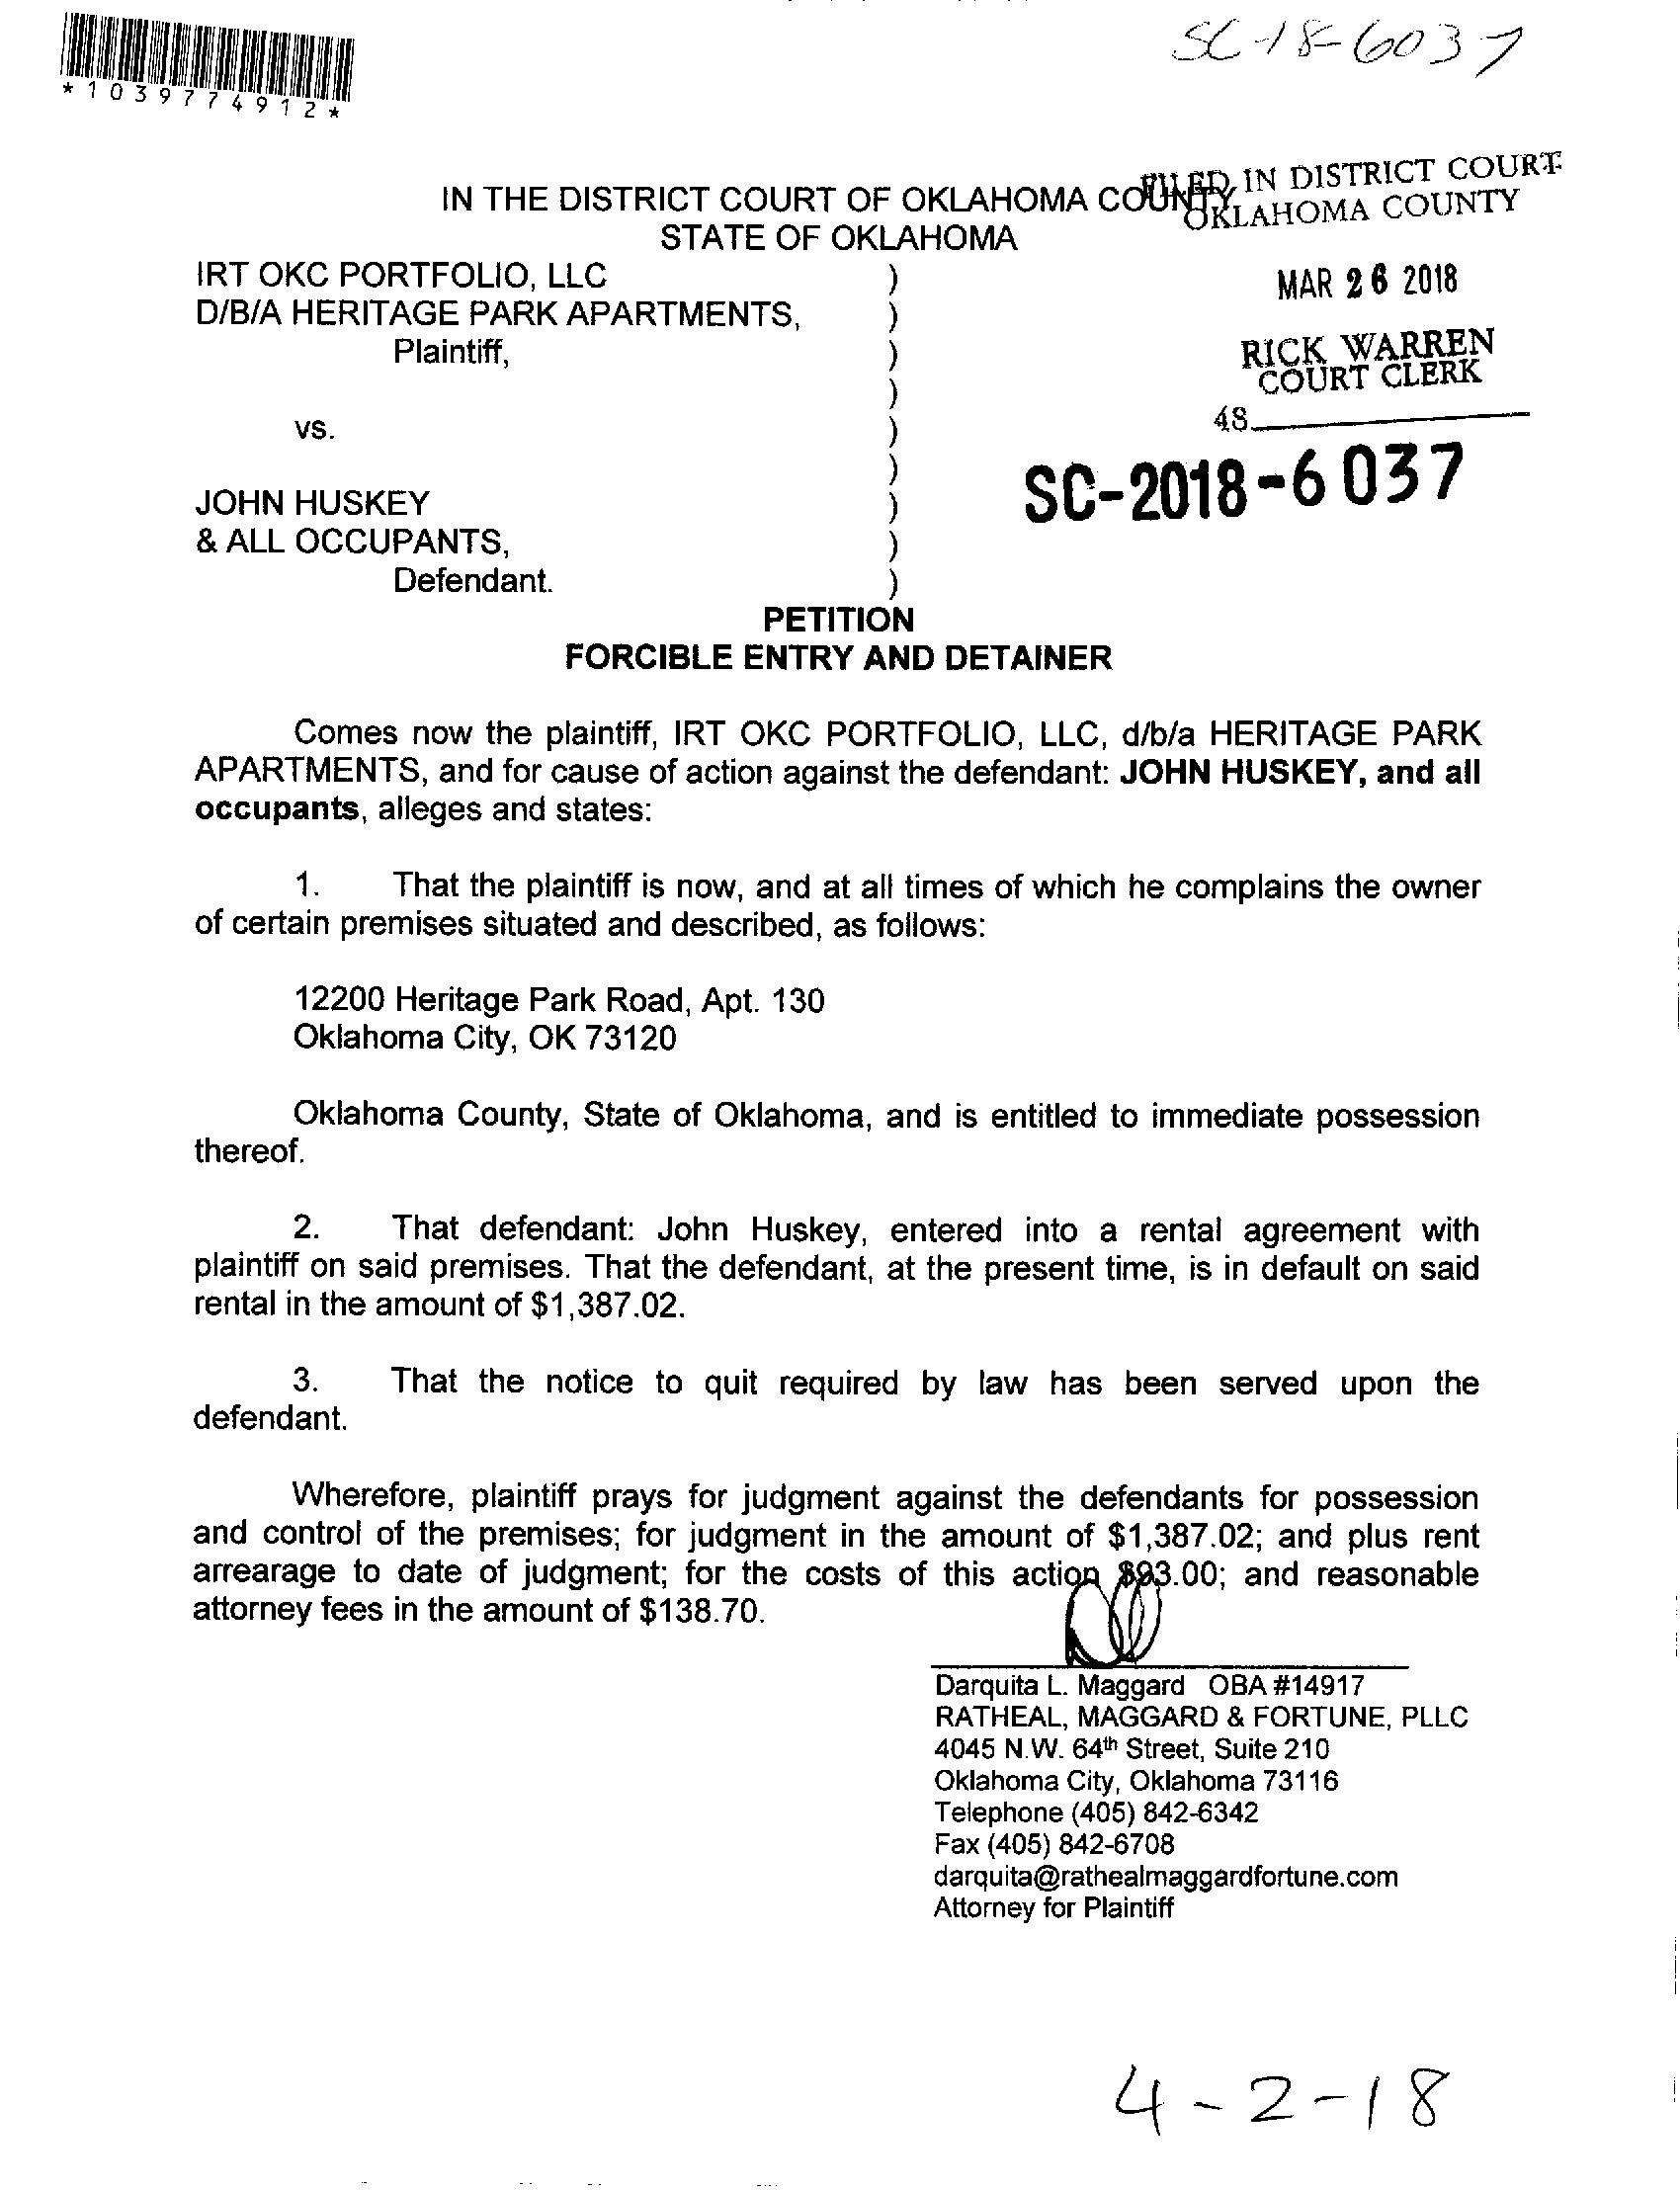 SC-18-6037
*1039774912*
FILED IN DISTRICT COURT
OKLAHOMA COUNTY
IN THE DISTRICT COURT OF OKLAHOMA COUNTY
STATE OF OKLAHOMA
IRT OKC PORTFOLIO, LLC )
D/B/A HERITAGE PARK APARTMENTS, )
Plaintiff, )
)
vs. )
)
JOHN HUSKEY )
& ALL OCCUPANTS, )
Defendant. )
MAR 26 2018
RICK WARREN
COURT CLERK
48
SC-2018-6037
PETITION
FORCIBLE ENTRY AND DETAINER
Comes now the plaintiff, IRT OKC PORTFOLIO, LLC, d/b/a HERITAGE PARK
APARTMENTS, and for cause of action against the defendant: JOHN HUSKEY, and all
occupants, alleges and states:
1. That the plaintiff is now, and at all times of which he complains the owner
of certain premises situated and described, as follows:
12200 Heritage Park Road, Apt. 130
Oklahoma City, OK 73120
Oklahoma County, State of Oklahoma, and is entitled to immediate possession
thereof.
2. That defendant: John Huskey, entered into a rental agreement with
plaintiff on said premises. That the defendant, at the present time, is in default on said
rental in the amount of $1,387.02.
3. That the notice to quit required by law has been served upon the
defendant.
Wherefore, plaintiff prays for judgment against the defendants for possession
and control of the premises; for judgment in the amount of $1,387.02; and plus rent
arrearage to date of judgment; for the costs of this action $93.00; and reasonable
attorney fees in the amount of $138.70.
Darquita L. Maggard OBA #14917
RATHEAL, MAGGARD & FORTUNE, PLLC
4045 N.W. 64th Street, Suite 210
Oklahoma City, Oklahoma 73116
Telephone (405) 842-6342
Fax (405) 842-6708
darquita@rathealmaggardfortune.com
Attorney for Plaintiff
4-2-18